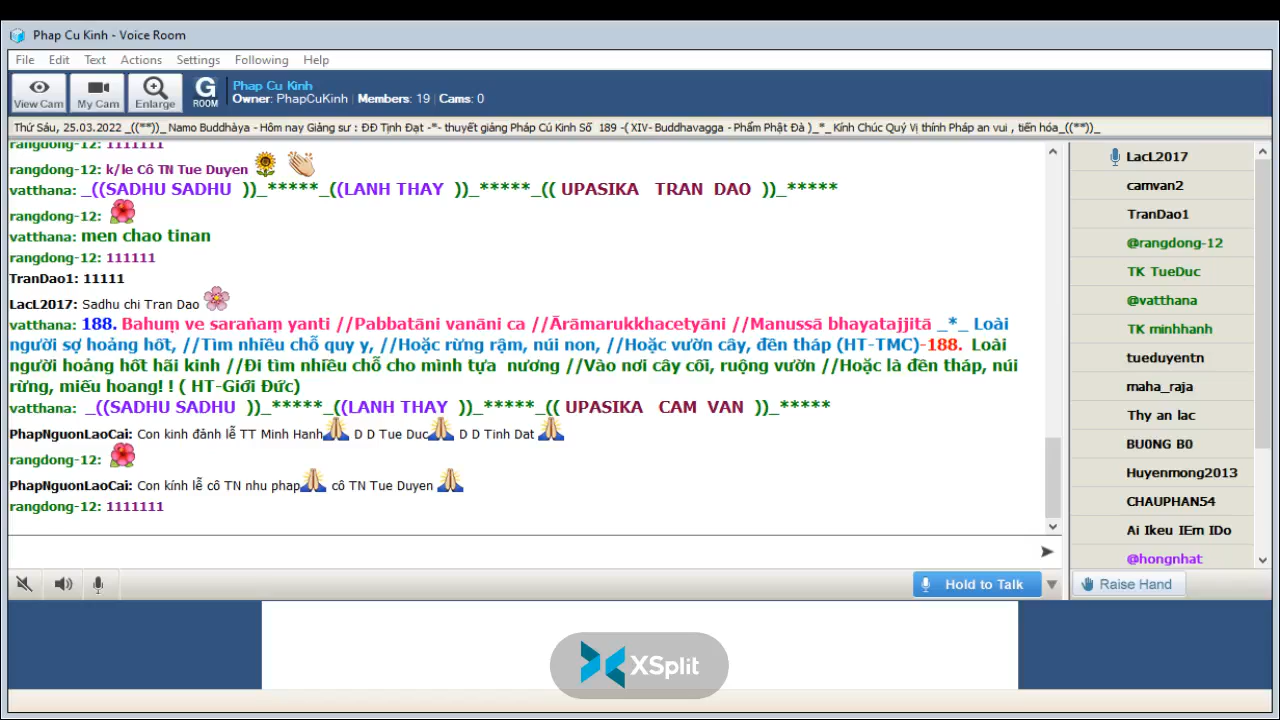 Phap Cu Kinh - Voice Room
File Edit Text Actions Settings Following Help
View Cam
My Cam
Enlarge
G
ROOM
Phap Cu Kinh
Owner: PhapCuKinh | Members: 19 | Cams: 0
Thứ Sáu, 25.03.2022 _((**))_ Namo Buddhàya - Hôm nay Giảng sư : ĐĐ Tịnh Đạt -*- thuyết giảng Pháp Cú Kinh Số 189 -( XIV- Buddhavagga - Phẩm Phật Đà )_*_ Kính Chúc Quý Vị thính Pháp an vui , tiến hóa_((**))_
rangdong-12: 1111111
rangdong-12: k/le Cô TN Tue Duyen
vatthana: _((SADHU SADHU ))_*****_((LANH THAY ))_*****_(( UPASIKA TRAN DAO ))_*****
rangdong-12:
vatthana: men chao tinan
rangdong-12: 111111
TranDao1: 11111
LacL2017: Sadhu chi Tran Dao
vatthana: 188. Bahuṃ ve saraṅaṃ yanti //Pabbatāni vanāni ca //Ārāmarukkhacetyāni //Manussā bhayatajjitā _*_ Loài
người sợ hoảng hốt, //Tìm nhiều chỗ quy y, //Hoặc rừng rậm, núi non, //Hoặc vườn cây, đền tháp (HT-TMC)-188. Loài
người hoảng hốt hãi kinh //Đi tìm nhiều chỗ cho mình tựa nương //Vào nơi cây cối, ruộng vườn //Hoặc là đền tháp, núi
rừng, miếu hoang! ! ( HT-Giới Đức)
vatthana: _((SADHU SADHU ))_*****_((LANH THAY ))_*****_(( UPASIKA CAM VAN ))_*****
PhapNguonLaoCai: Con kinh đảnh lễ TT Minh Hanh D D Tue Duc D D Tinh Dat
rangdong-12:
PhapNguonLaoCai: Con kính lễ cô TN nhu phap cô TN Tue Duyen
rangdong-12: 1111111
LacL2017
camvan2
TranDao1
@rangdong-12
TK TueDuc
@vatthana
TK minhhanh
tueduyentn
maha_raja
Thy an lac
BU0NG B0
Huyenmong2013
CHAUPHAN54
Ai Ikeu IEm IDo
@hongnhat
Hold to Talk
Raise Hand
XSplit